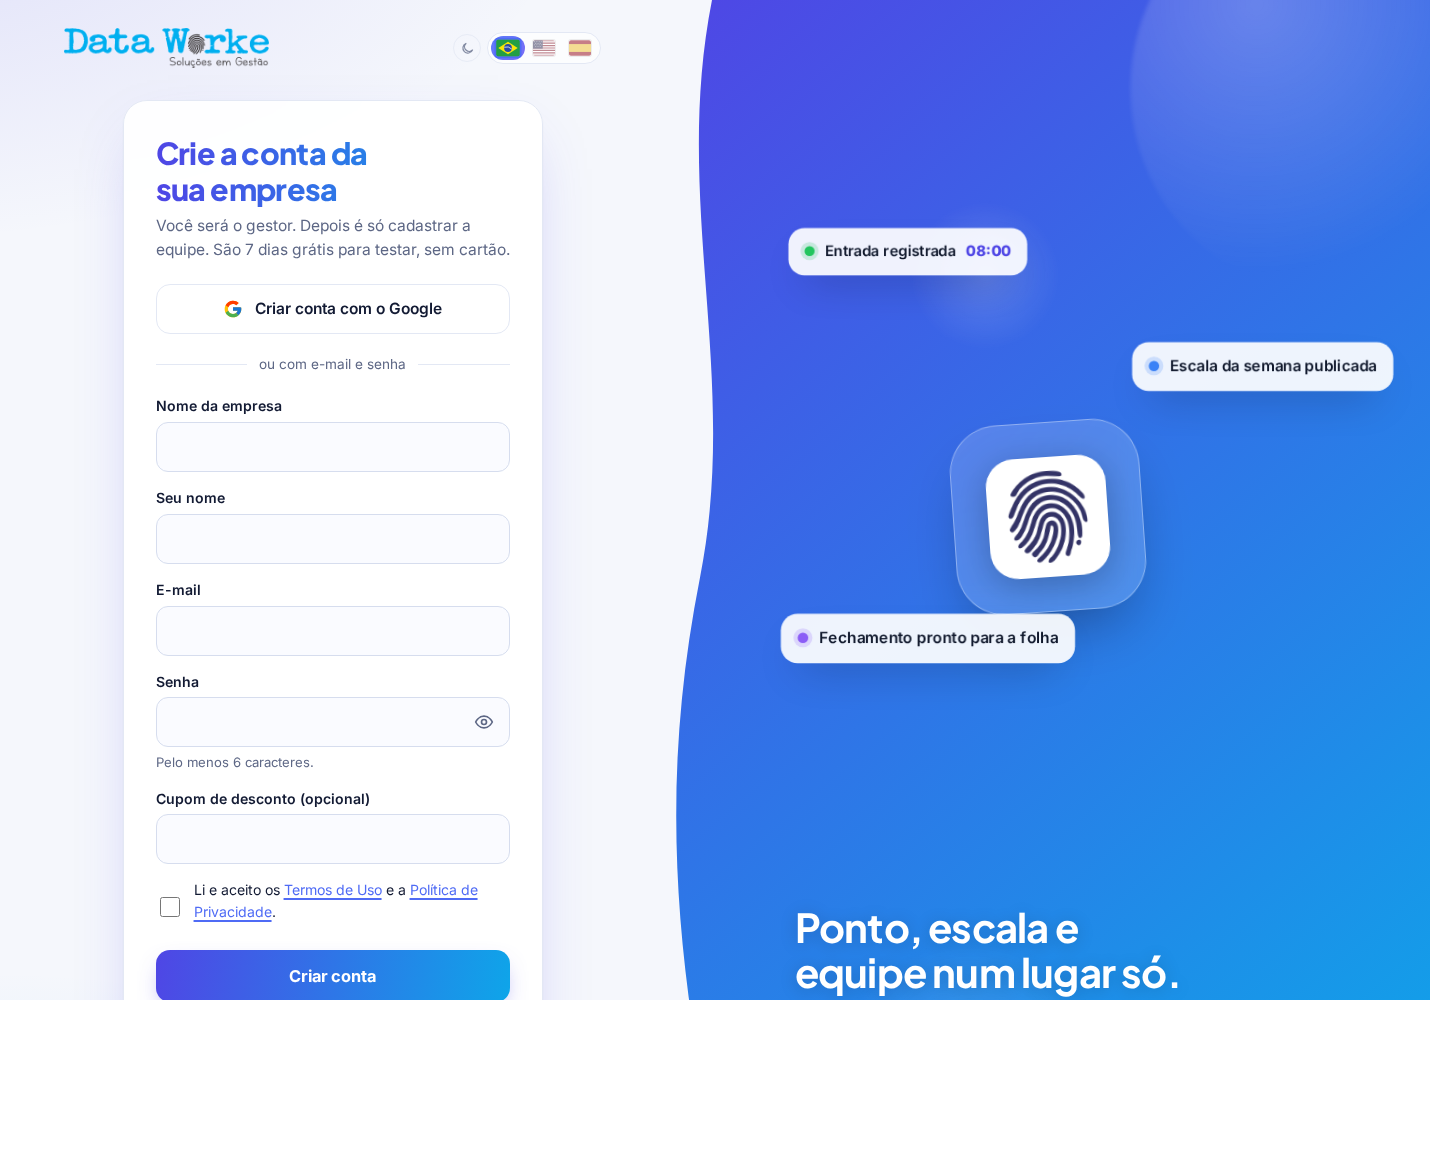 Data Worke
Soluções em Gestão
Crie a conta da
sua empresa
Você será o gestor. Depois é só cadastrar a
equipe. São 7 dias grátis para testar, sem cartão.
Criar conta com o Google
ou com e-mail e senha
Nome da empresa
Seu nome
E-mail
Senha
Pelo menos 6 caracteres.
Cupom de desconto (opcional)
Li e aceito os Termos de Uso e a Política de
Privacidade.
Criar conta
Entrada registrada 08:00
Escala da semana publicada
Fechamento pronto para a folha
Ponto, escala e
equipe num lugar só.